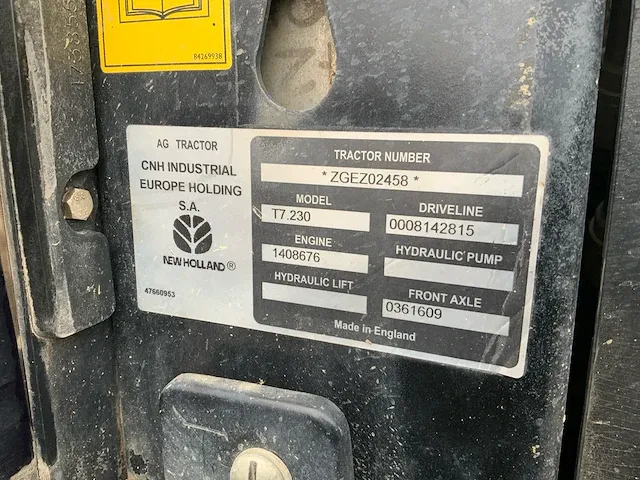 84269938
AG TRACTOR
CNH INDUSTRIAL
EUROPE HOLDING
S.A.
NEW HOLLAND®
47660953
TRACTOR NUMBER
*ZGEZ02458*
MODEL
T7.230
DRIVELINE
0008142815
ENGINE
1408676
HYDRAULIC PUMP
HYDRAULIC LIFT
FRONT AXLE
0361609
Made in England